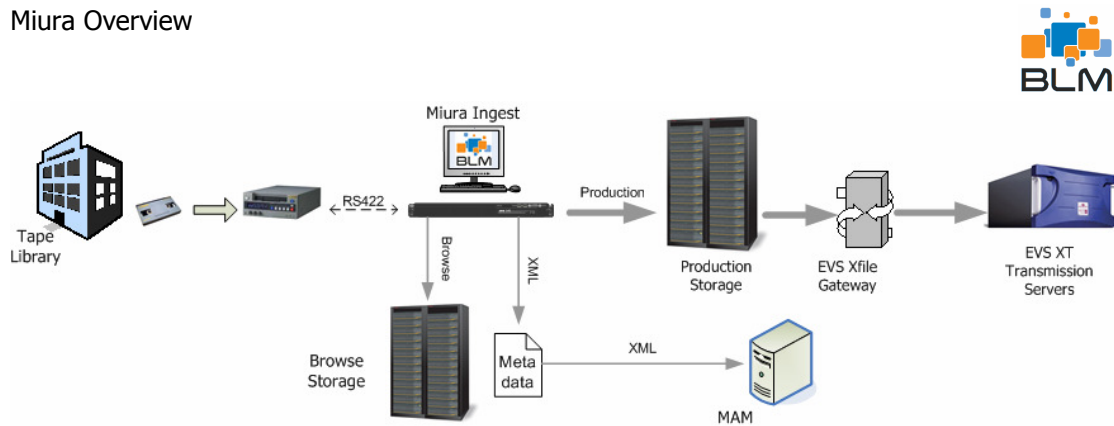 Miura Overview
BLM
Miura Ingest
BLM
Production
RS422
Tape
Library
Browse
XML
Production
Storage
EVS Xfile
Gateway
EVS XT
Transmission
Servers
Browse
Storage
Meta
data
XML
MAM